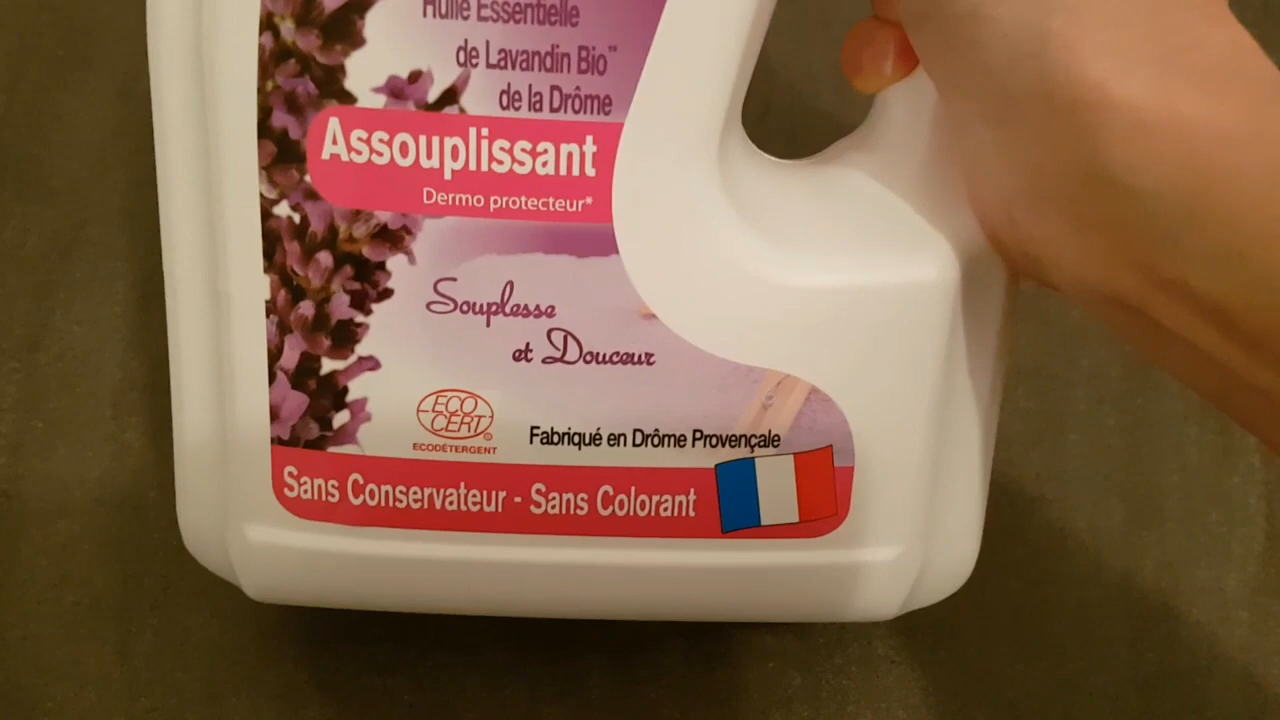 Huile Essentielle
de Lavandin Bio**
de la Drôme
Assouplissant
Dermo protecteur*
Souplesse
et Douceur
ECO
CERT
ECODÉTERGENT
Fabriqué en Drôme Provençale
Sans Conservateur - Sans Colorant